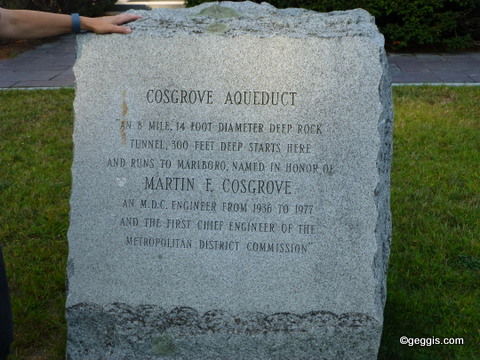 COSGROVE AQUEDUCT
"AN 8 MILE, 14 FOOT DIAMETER DEEP ROCK
TUNNEL, 300 FEET DEEP STARTS HERE
AND RUNS TO MARLBORO, NAMED IN HONOR OF
MARTIN F. COSGROVE
AN M.D.C. ENGINEER FROM 1936 TO 1977
AND THE FIRST CHIEF ENGINEER OF THE
METROPOLITAN DISTRICT COMMISSION"
©geggis.com